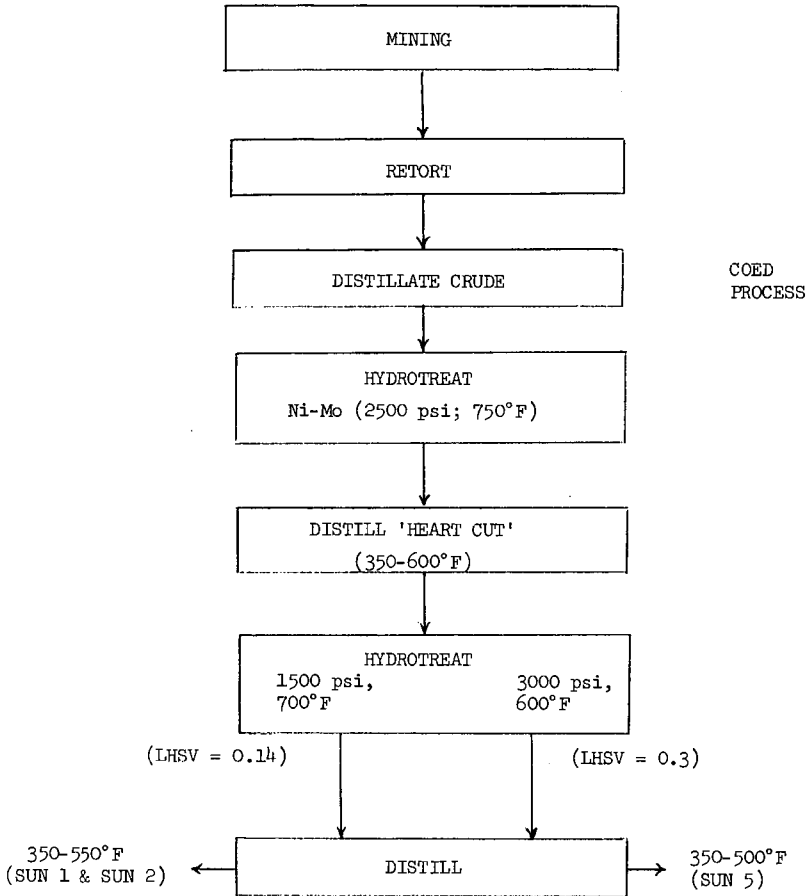 MINING
RETORT
DISTILLATE CRUDE
COED
PROCESS
HYDROTREAT
Ni-Mo (2500 psi; 750°F)
DISTILL 'HEART CUT'
(350-600°F)
HYDROTREAT
1500 psi,
700°F
3000 psi,
600°F
(LHSV = 0.14)
(LHSV = 0.3)
350-550°F
(SUN 1 & SUN 2)
DISTILL
350-500°F
(SUN 5)